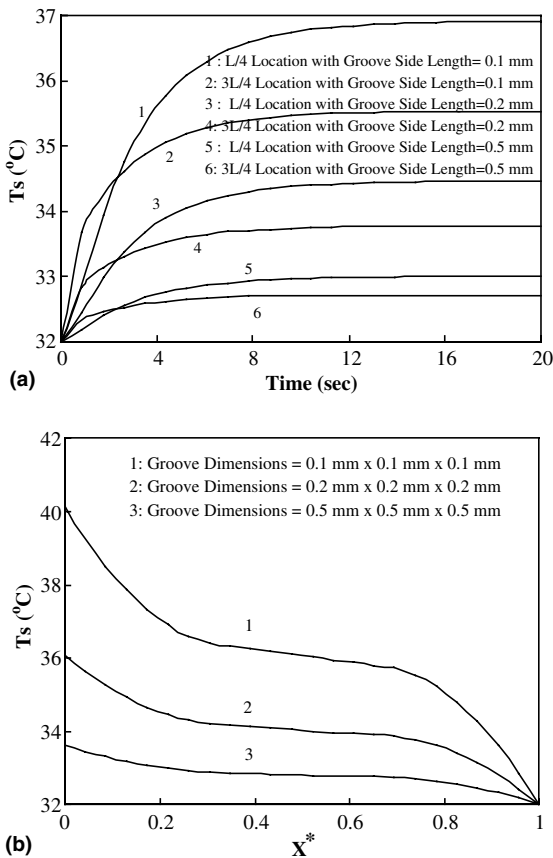 37
36
35
34
33
32
Ts (°C)
1 : L/4 Location with Groove Side Length= 0.1 mm
2: 3L/4 Location with Groove Side Length=0.1 mm
3 : L/4 Location with Groove Side Length=0.2 mm
4: 3L/4 Location with Groove Side Length=0.2 mm
5 : L/4 Location with Groove Side Length=0.5 mm
6: 3L/4 Location with Groove Side Length=0.5 mm
1
2
3
4
5
6
0 4 8 12 16 20
(a)
Time (sec)
42
40
38
36
34
32
Ts (°C)
1: Groove Dimensions = 0.1 mm x 0.1 mm x 0.1 mm
2: Groove Dimensions = 0.2 mm x 0.2 mm x 0.2 mm
3: Groove Dimensions = 0.5 mm x 0.5 mm x 0.5 mm
1
2
3
0 0.2 0.4 0.6 0.8 1
(b)
X*